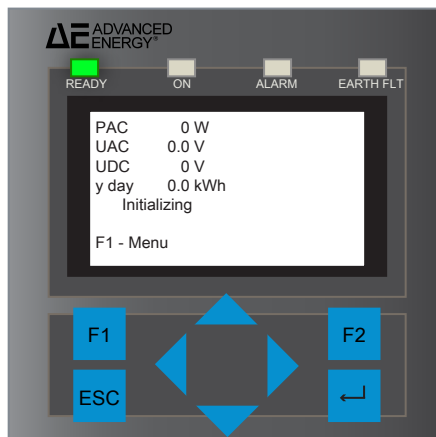 AE ADVANCED
ENERGY®
READY ON ALARM EARTH FLT
PAC 0 W
UAC 0.0 V
UDC 0 V
y day 0.0 kWh
Initializing
F1 - Menu
F1 F2
ESC